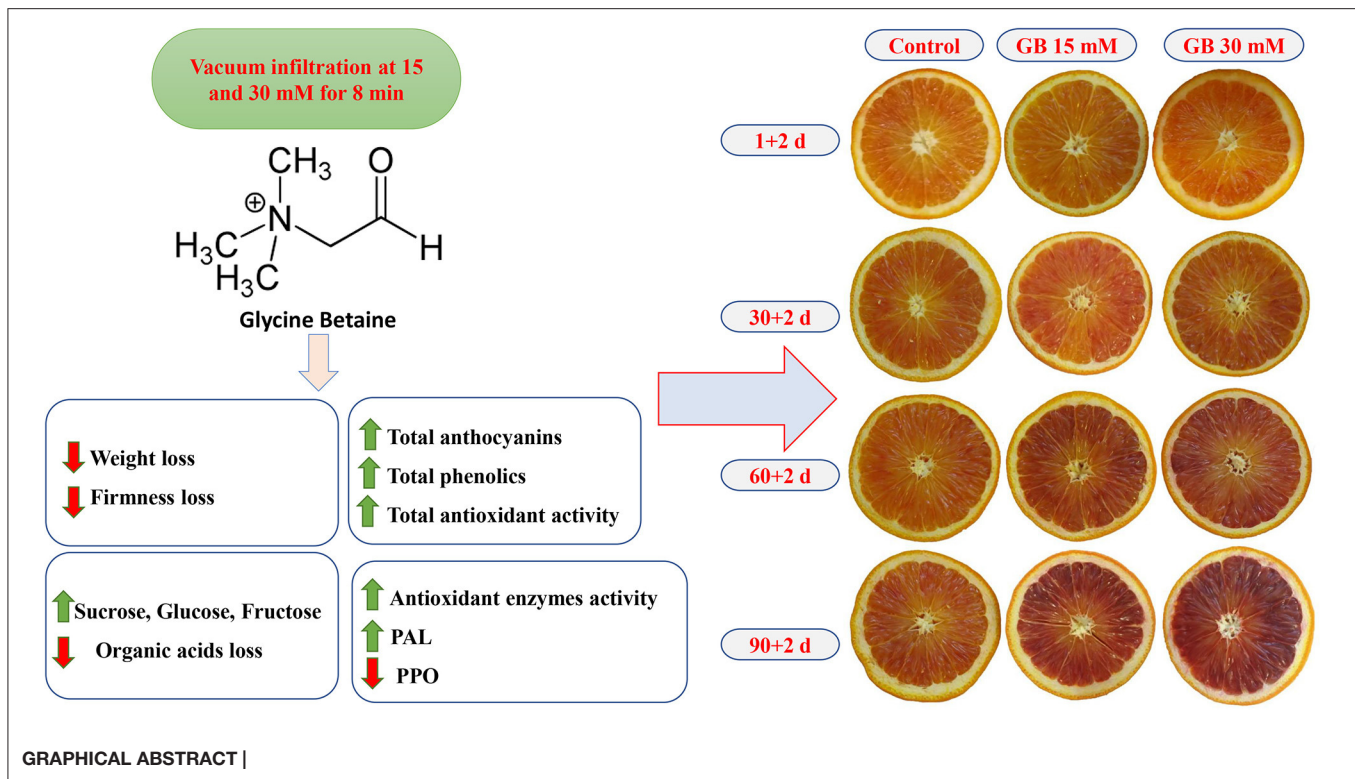 Vacuum infiltration at 15
and 30 mM for 8 min
CH₃
O
⊕
N
H₃C
H₃C
H
Glycine Betaine
Weight loss
Firmness loss
Total anthocyanins
Total phenolics
Total antioxidant activity
Sucrose, Glucose, Fructose
Organic acids loss
Antioxidant enzymes activity
PAL
PPO
Control
GB 15 mM
GB 30 mM
1+2 d
30+2 d
60+2 d
90+2 d
GRAPHICAL ABSTRACT |